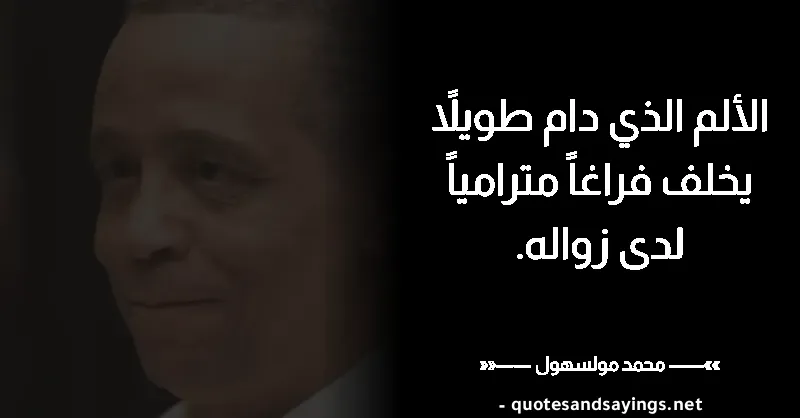 الألم الذي دام طويلًا
يخلف فراغاً مترامياً
لدى زواله.
»»—— محمد مولسهول ——««
- quotesandsayings.net